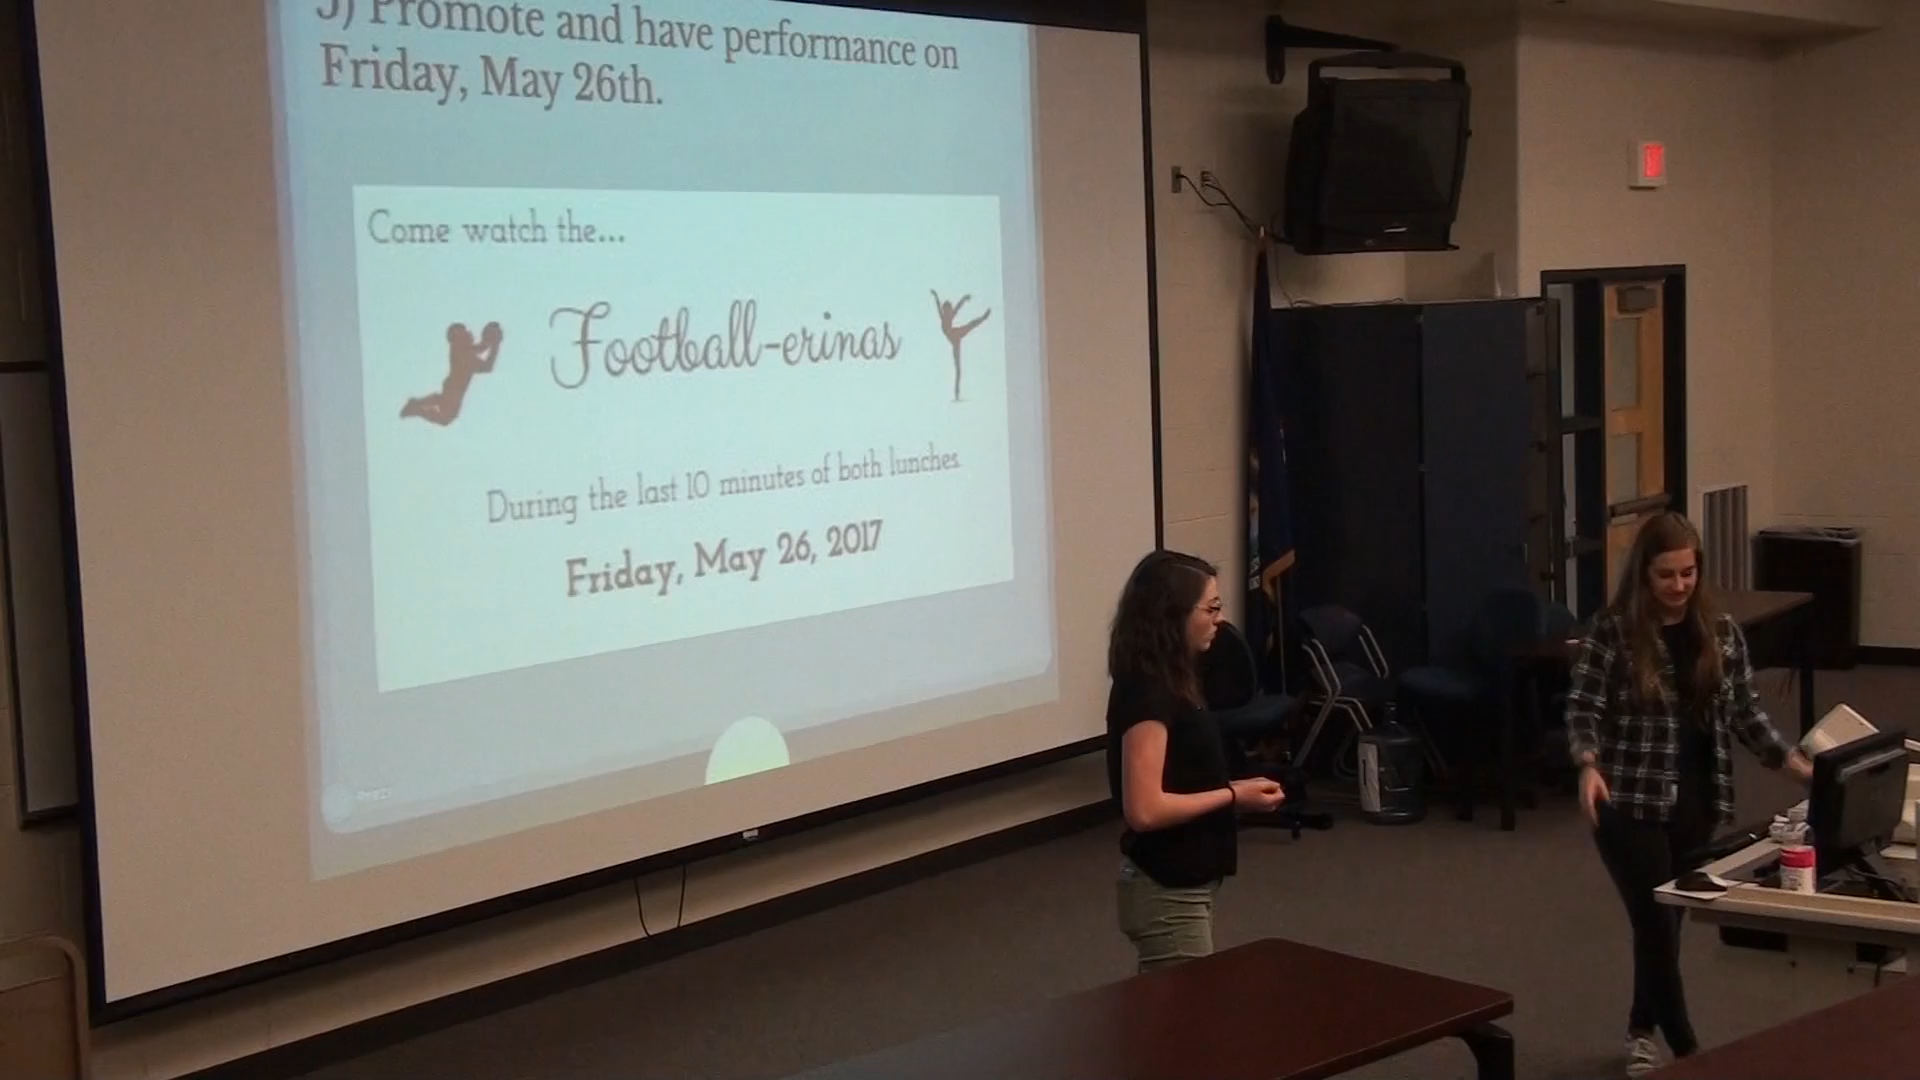 Promote and have performance on
Friday, May 26th.
Come watch the...
Football-erinas
During the last 10 minutes of both lunches
Friday, May 26, 2017